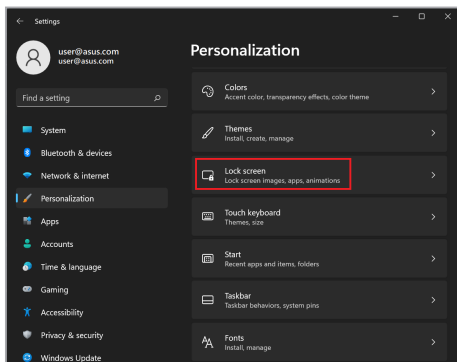 Settings
user@asus.com
user@asus.com
Find a setting
System
Bluetooth & devices
Network & internet
Personalization
Apps
Accounts
Time & language
Gaming
Accessibility
Privacy & security
Windows Update
Personalization
Colors
Accent color, transparency effects, color theme
Themes
Install, create, manage
Lock screen
Lock screen images, apps, animations
Touch keyboard
Themes, size
Start
Recent apps and items, folders
Taskbar
Taskbar behaviors, system pins
Fonts
Install, manage